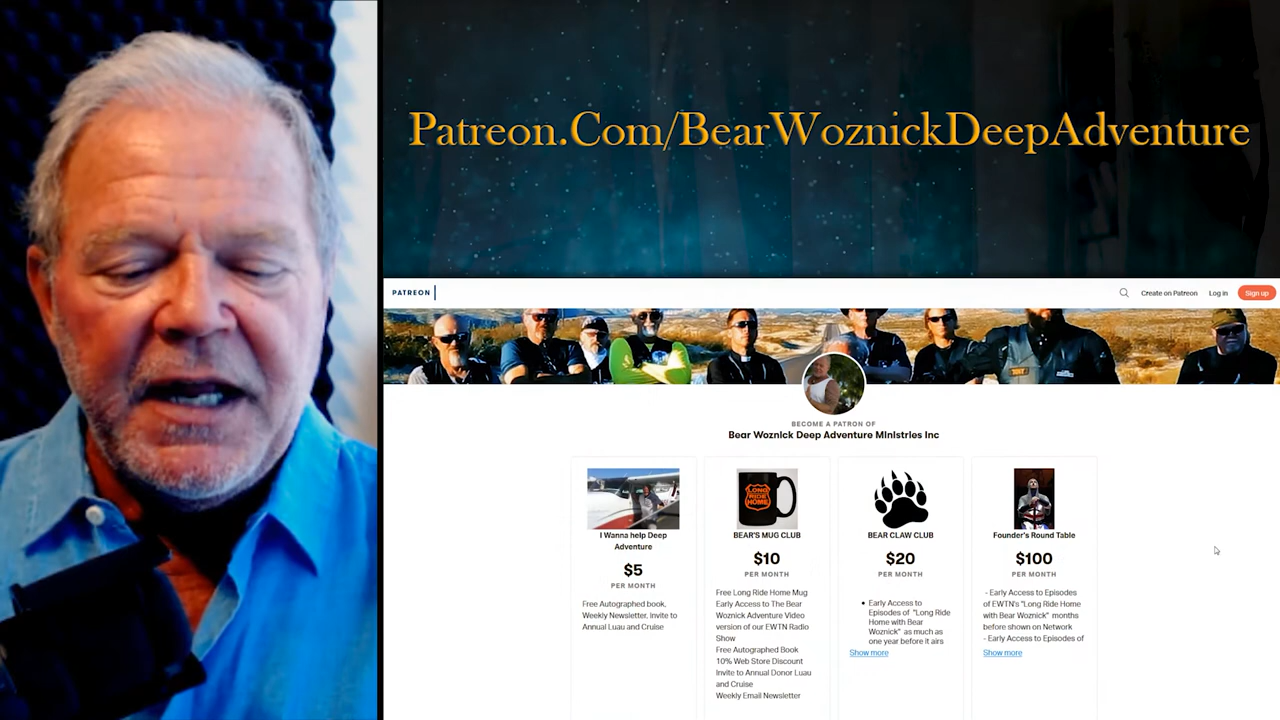 Patreon.Com/BearWoznickDeepAdventure
PATREON
Create on Patreon
Log in
Sign up
BECOME A PATRON OF
Bear Woznick Deep Adventure Ministries Inc
I Wanna help Deep
Adventure
$5
PER MONTH
Free Autographed book,
Weekly Newsletter, Invite to
Annual Luau and Cruise
LONG
RIDE
HOME
BEAR'S MUG CLUB
$10
PER MONTH
Free Long Ride Home Mug
Early Access to The Bear
Woznick Adventure Video
version of our EWTN Radio
Show
Free Autographed Book
10% Web Store Discount
Invite to Annual Donor Luau
and Cruise
Weekly Email Newsletter
BEAR CLAW CLUB
$20
PER MONTH
• Early Access to
Episodes of "Long Ride
Home with Bear
Woznick" as much as
one year before it airs
Show more
Founder's Round Table
$100
PER MONTH
- Early Access to Episodes
of EWTN's "Long Ride Home
with Bear Woznick" months
before shown on Network
- Early Access to Episodes of
Show more